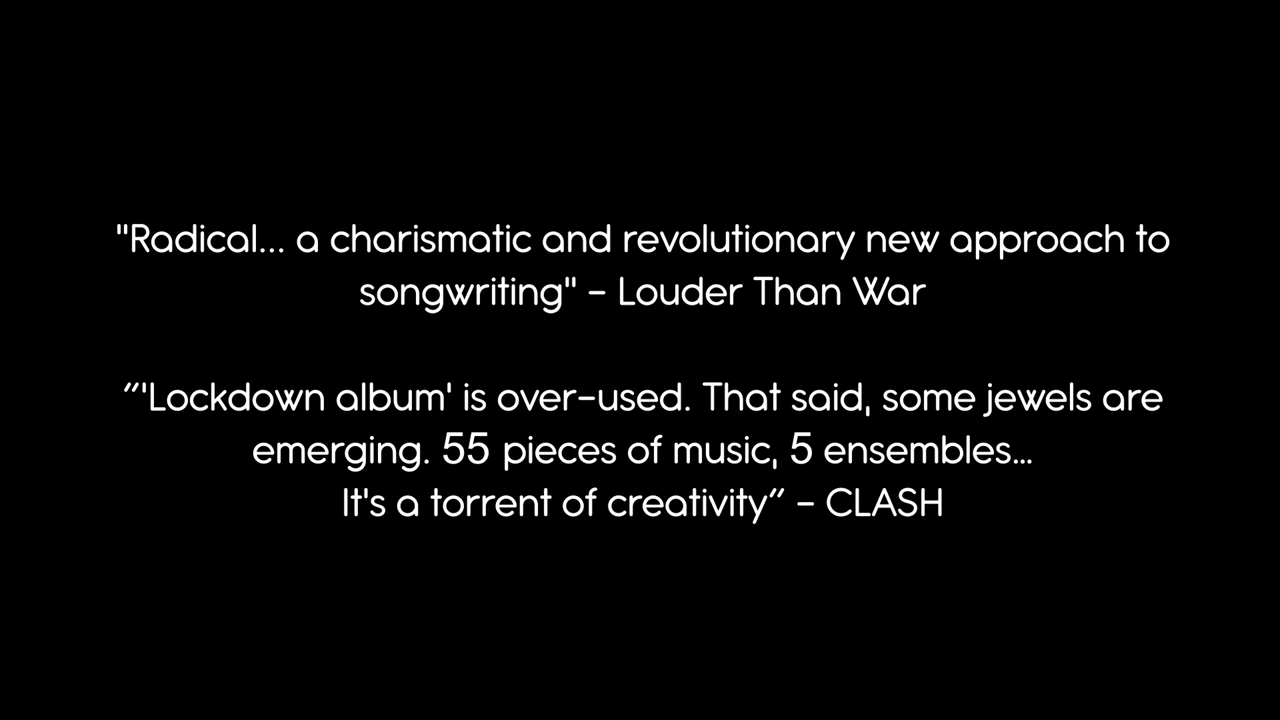 "Radical... a charismatic and revolutionary new approach to
songwriting" - Louder Than War
“'Lockdown album' is over-used. That said, some jewels are
emerging. 55 pieces of music, 5 ensembles...
It's a torrent of creativity” - CLASH